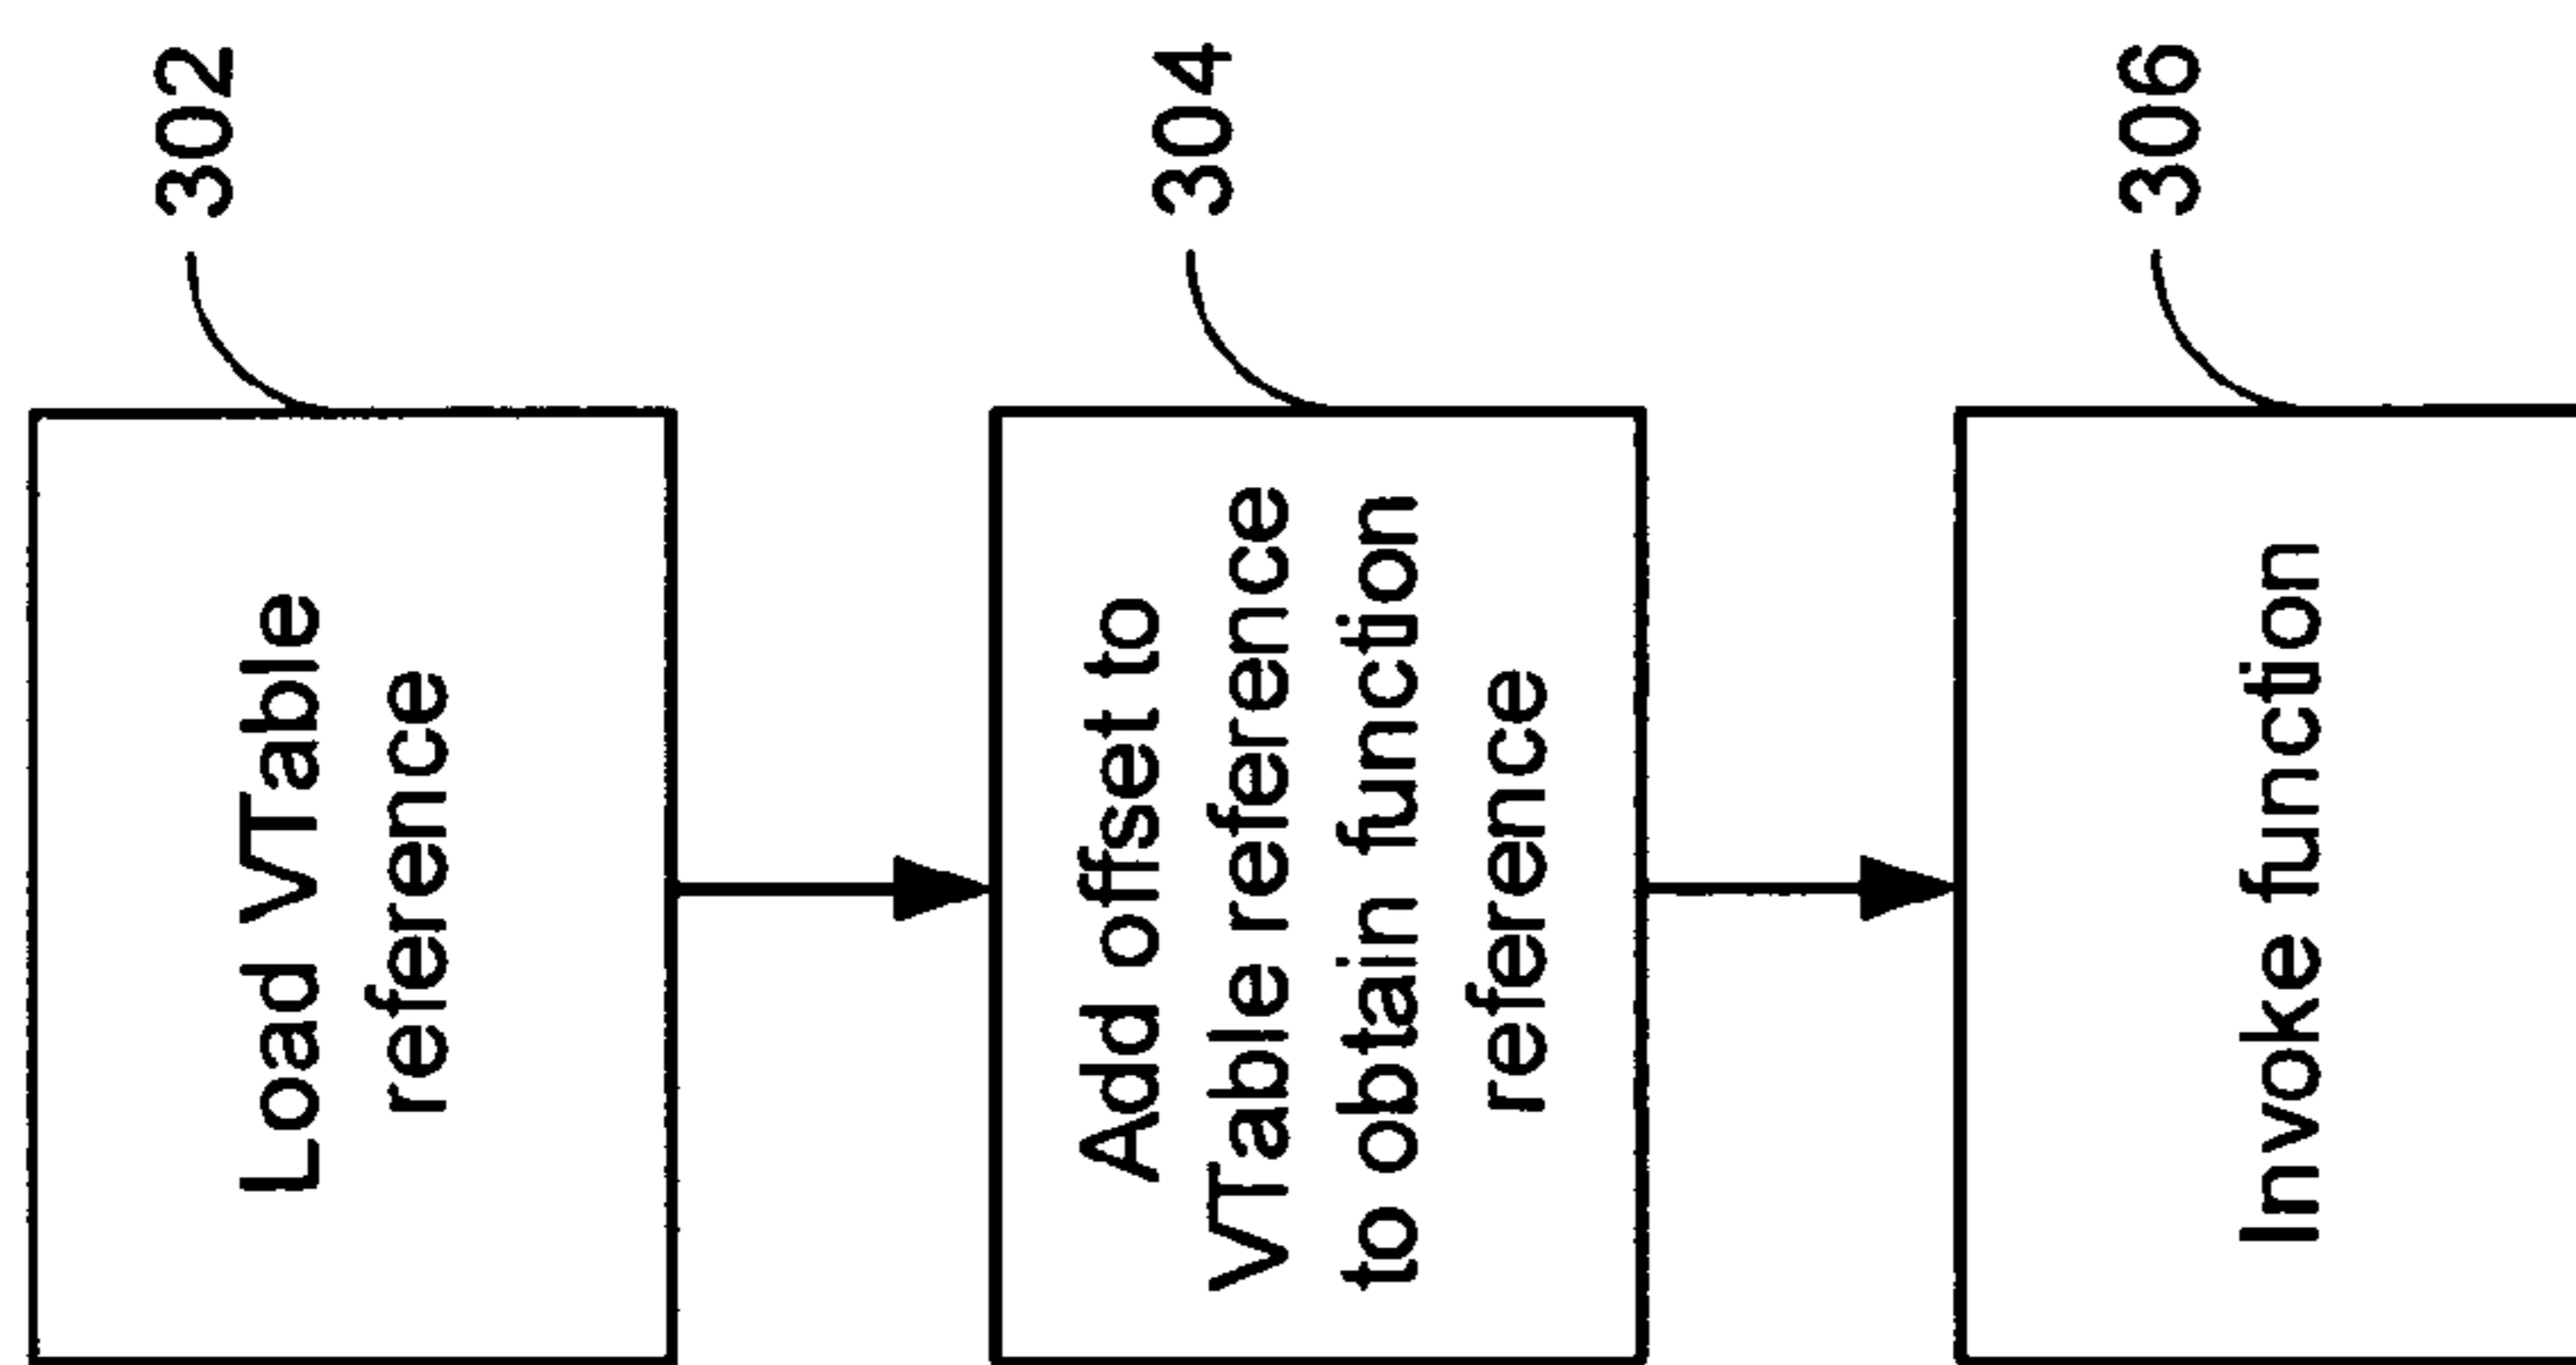 Load VTable
reference
302
Add offset to
VTable reference
to obtain function
reference
304
Invoke function
306